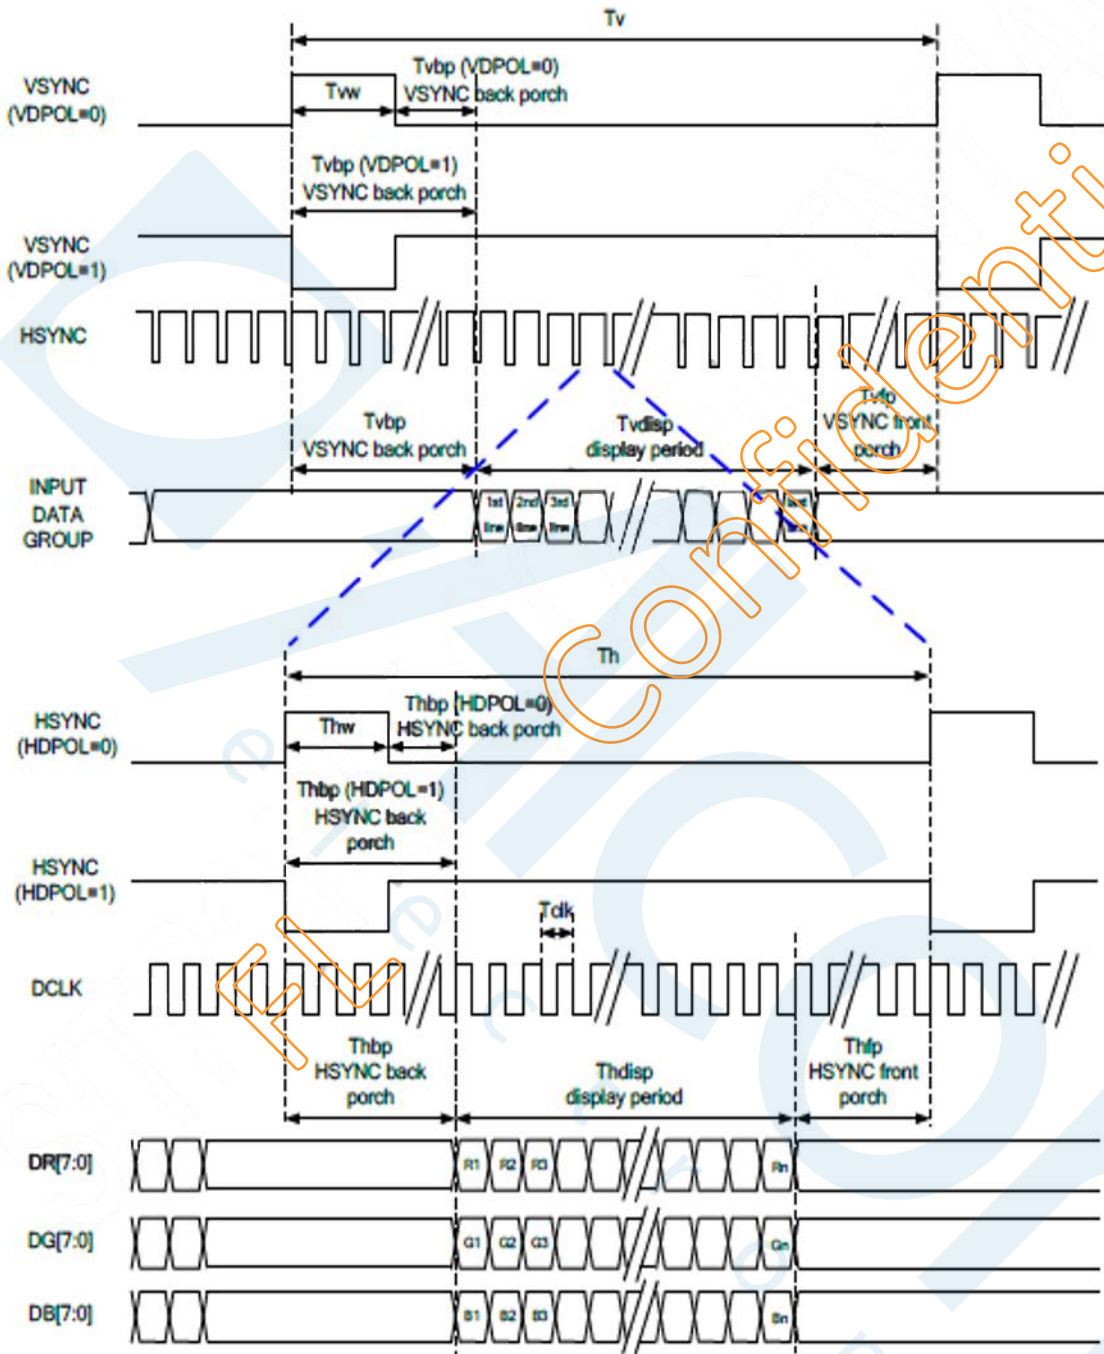 Tv
VSYNC
(VDPOL=0)
Tvw
Tvbp (VDPOL=0)
VSYNC back porch
Tvbp (VDPOL=1)
VSYNC back porch
VSYNC
(VDPOL=1)
HSYNC
Tvbp
VSYNC back porch
Tvdisp
display period
Tvfp
VSYNC front
porch
INPUT
DATA
GROUP
1st
line
2nd
line
3rd
line
last
line
Th
HSYNC
(HDPOL=0)
Thw
Thbp (HDPOL=0)
HSYNC back porch
Thbp (HDPOL=1)
HSYNC back
porch
HSYNC
(HDPOL=1)
Tclk
DCLK
Thbp
HSYNC back
porch
Thdisp
display period
Thfp
HSYNC front
porch
DR[7:0]
R1 R2 R3 Rn
DG[7:0]
G1 G2 G3 Gn
DB[7:0]
B1 B2 B3 Bn
FL Confidenti